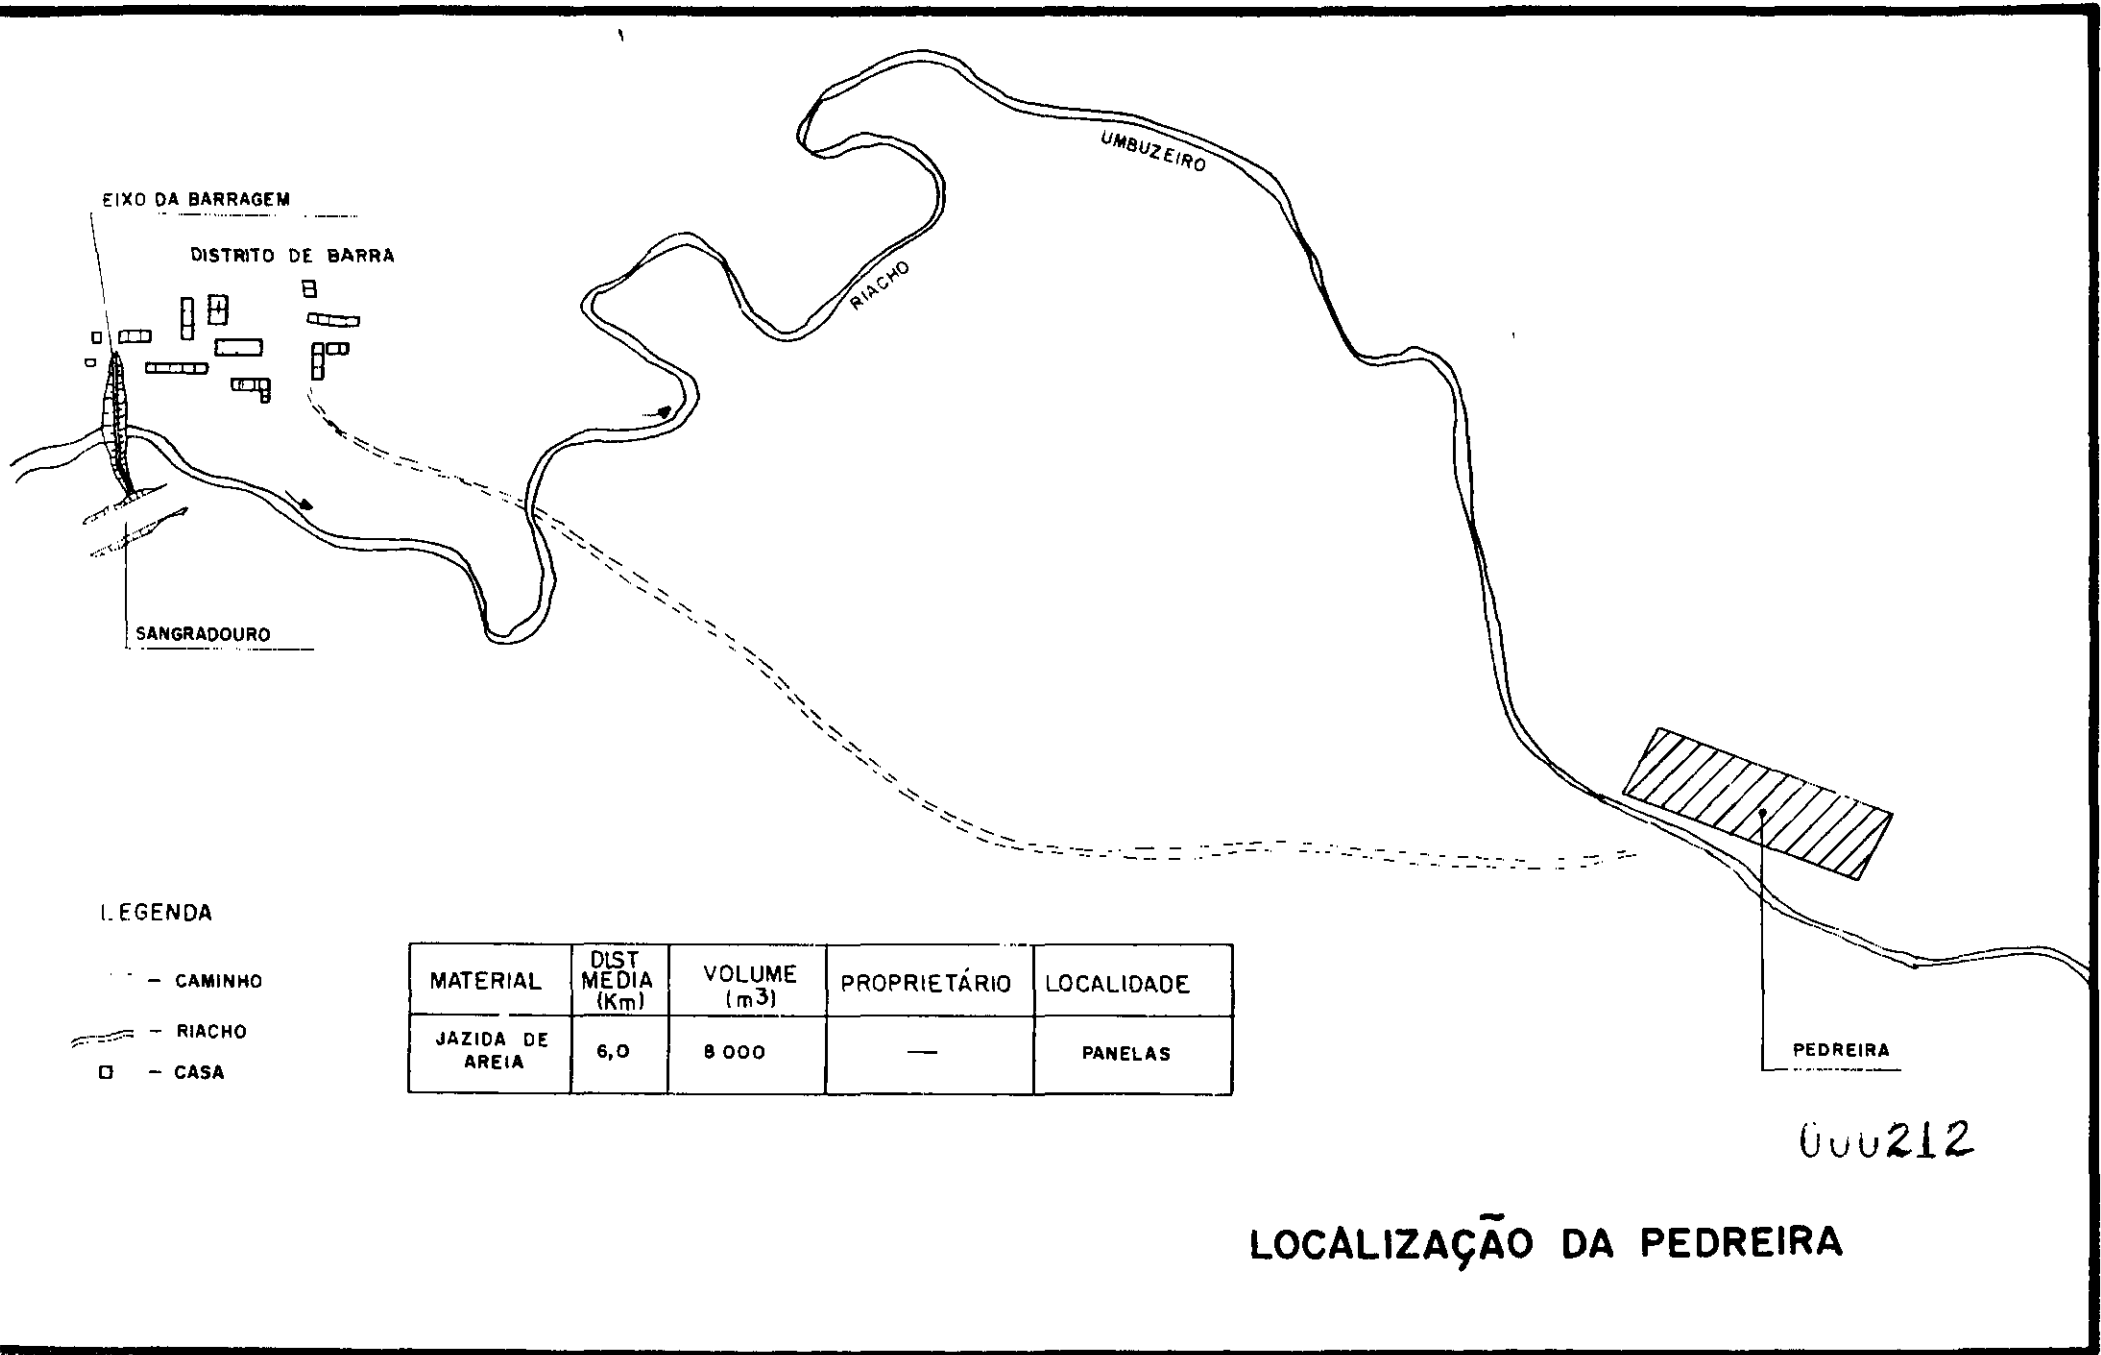 UMBUZEIRO
EIXO DA BARRAGEM
DISTRITO DE BARRA
RIACHO
SANGRADOURO
LEGENDA
- CAMINHO
- RIACHO
- CASA
MATERIAL
DIST
MEDIA
(Km)
VOLUME
(m3)
PROPRIETÁRIO
LOCALIDADE
JAZIDA DE
AREIA
6,0
8 000
—
PANELAS
PEDREIRA
000212
LOCALIZAÇÃO DA PEDREIRA